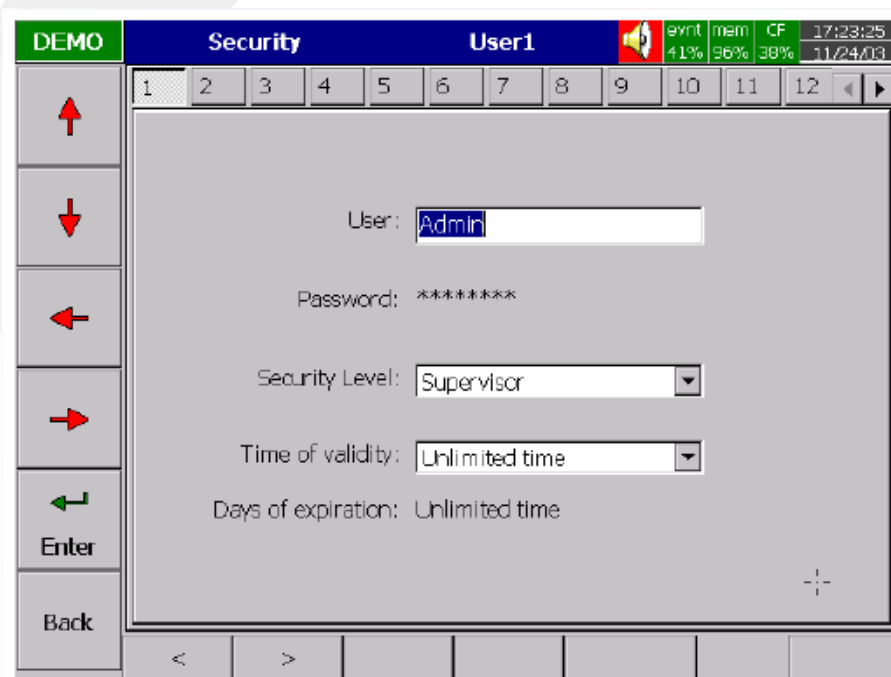 DEMO Security User1 evnt mem CF 17:23:25
41% 96% 38% 11/24/03
1 2 3 4 5 6 7 8 9 10 11 12
User: Admin
Password: ********
Security Level: Supervisor
Time of validity: Unlimited time
Days of expiration: Unlimited time
Enter
Back
< >